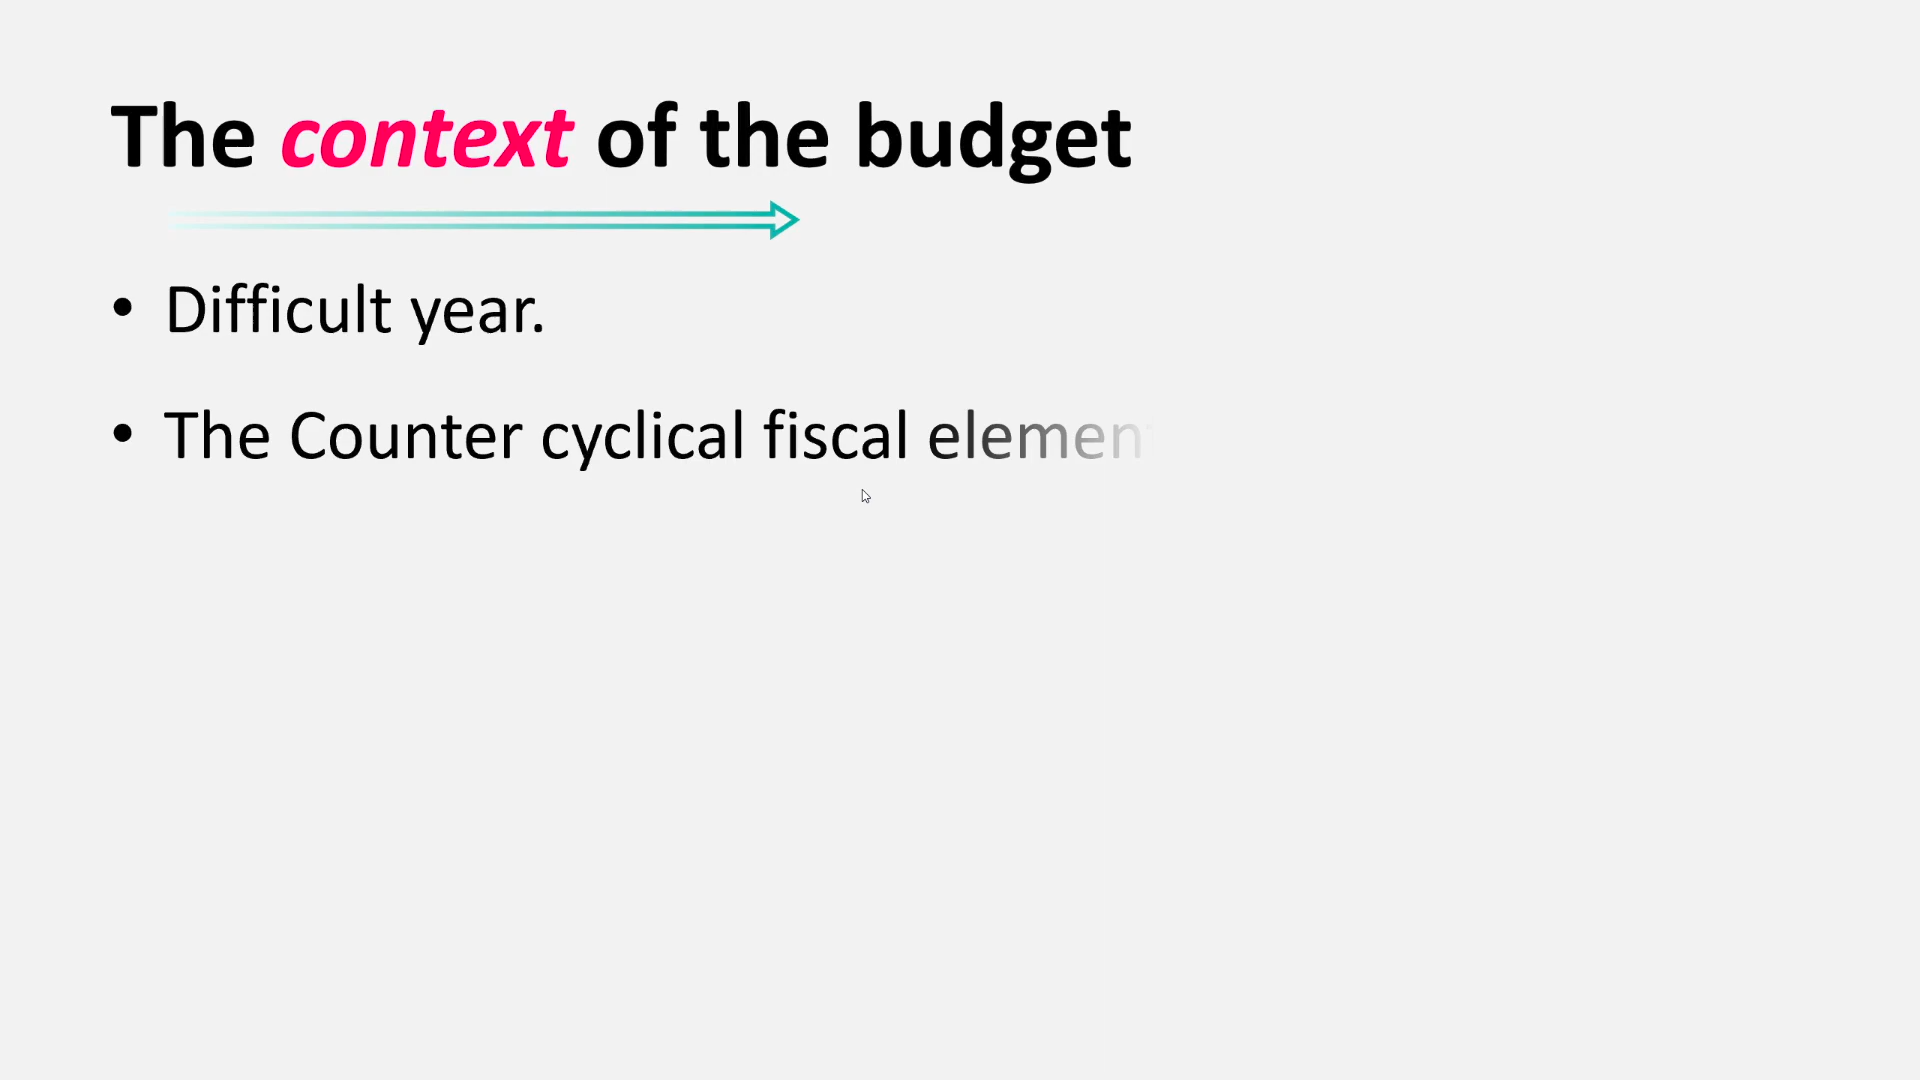 The context of the budget
• Difficult year.
• The Counter cyclical fiscal element